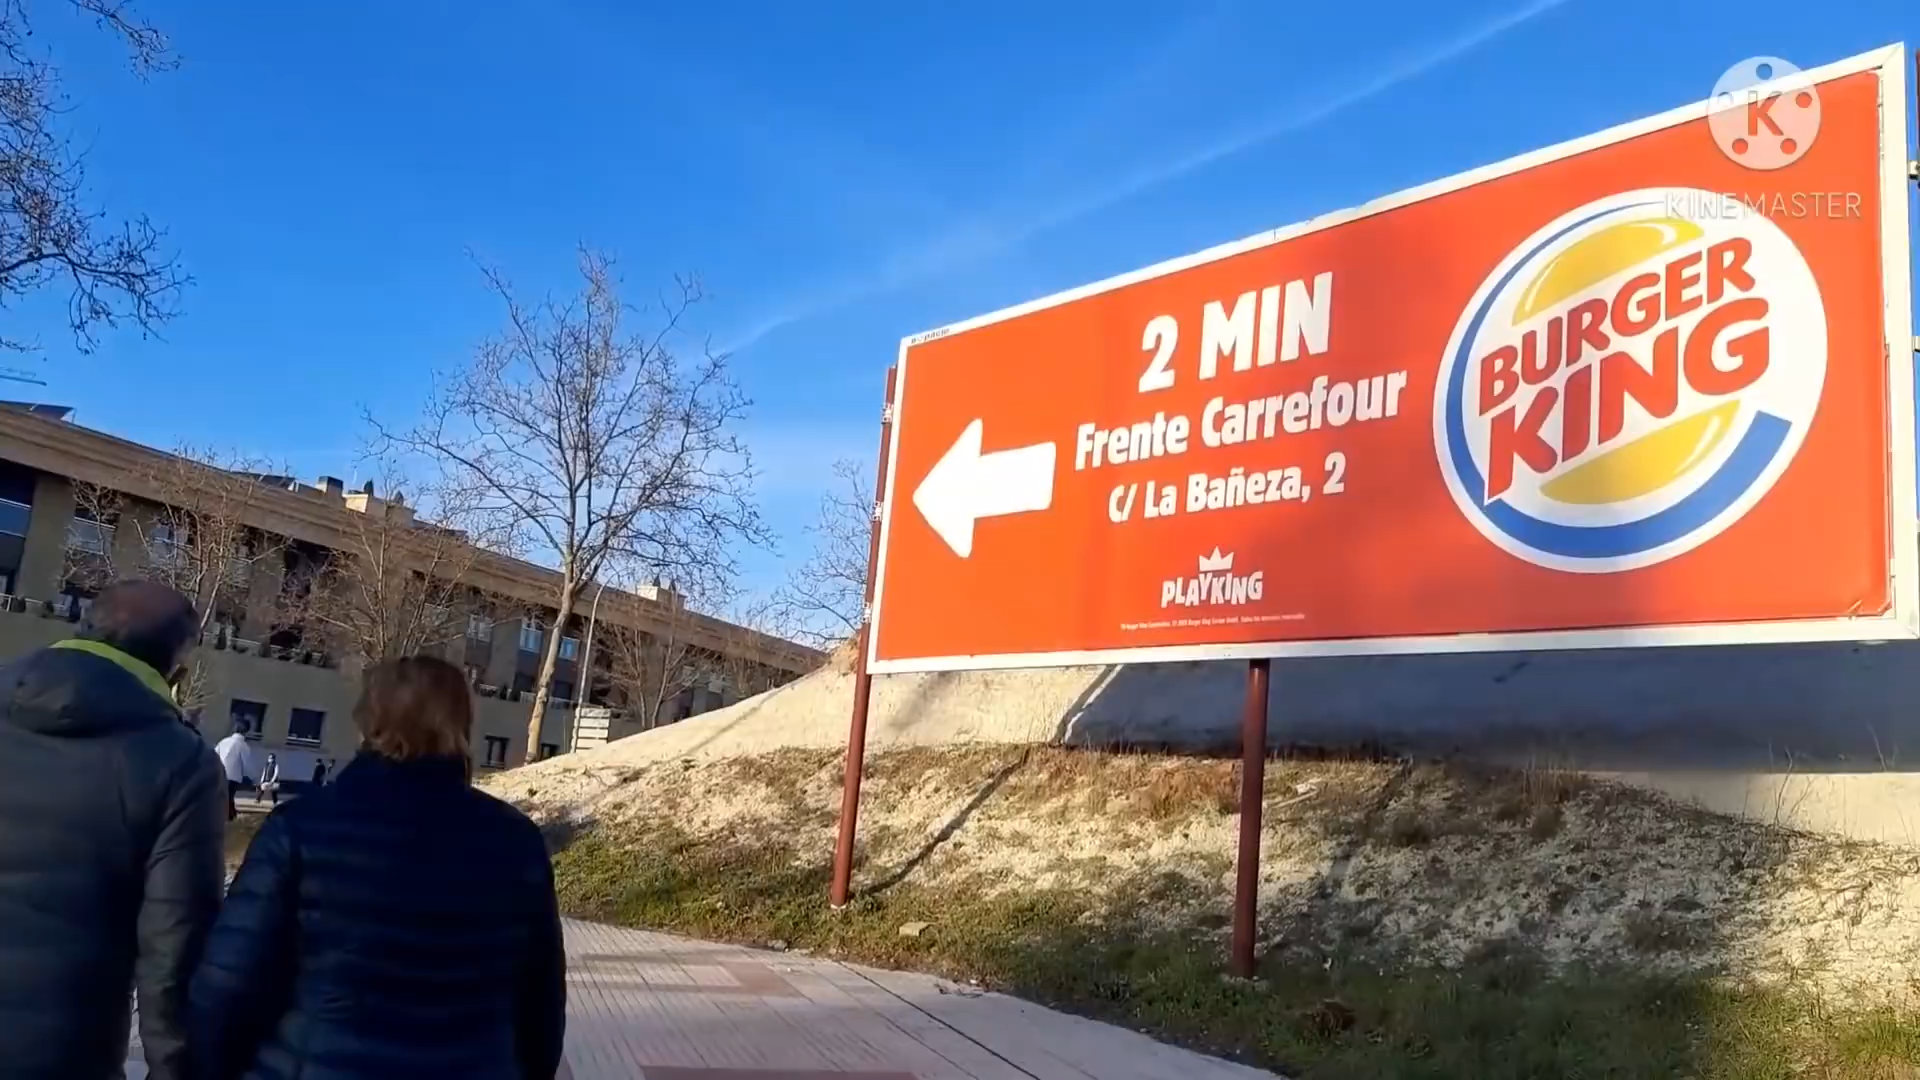 K
KINEMASTER
2 MIN
Frente Carrefour
C/ La Bañeza, 2
PLAYKING
BURGER
KING